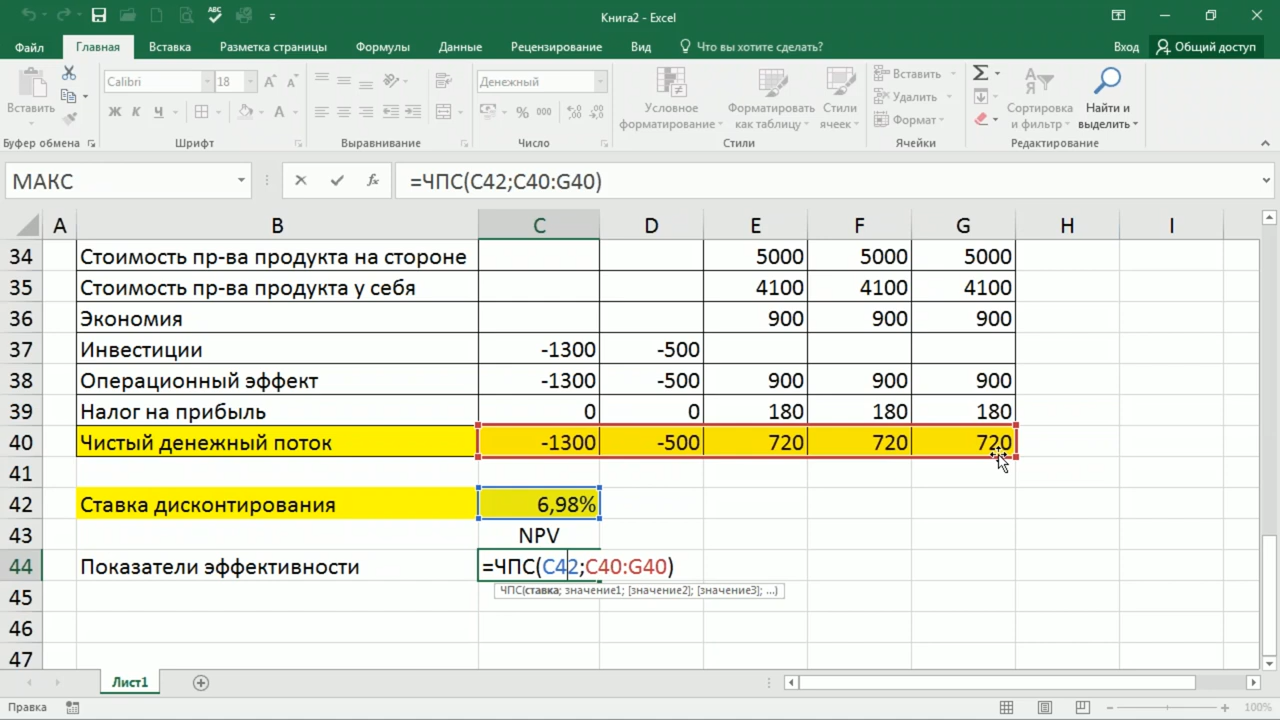 ABC
Книга2 - Excel
Файл Главная Вставка Разметка страницы Формулы Данные Рецензирование Вид Что вы хотите сделать? Вход Общий доступ
Вставить
Буфер обмена
Calibri 18
Ж К Ч А
Шрифт
Выравнивание
Денежный
% 000
Число
Условное форматирование
Форматировать как таблицу
Стили ячеек
Стили
Вставить
Удалить
Формат
Ячейки
Сортировка и фильтр
Найти и выделить
Редактирование
МАКС fx =ЧПС(C42;C40:G40)
A B C D E F G H I
34 Стоимость пр-ва продукта на стороне 5000 5000 5000
35 Стоимость пр-ва продукта у себя 4100 4100 4100
36 Экономия 900 900 900
37 Инвестиции -1300 -500
38 Операционный эффект -1300 -500 900 900 900
39 Налог на прибыль 0 0 180 180 180
40 Чистый денежный поток -1300 -500 720 720 720
41
42 Ставка дисконтирования 6,98%
43 NPV
44 Показатели эффективности =ЧПС(C42;C40:G40)
45 ЧПС(ставка; значение1; [значение2]; [значение3]; ...)
46
47
Лист1
Правка 100%